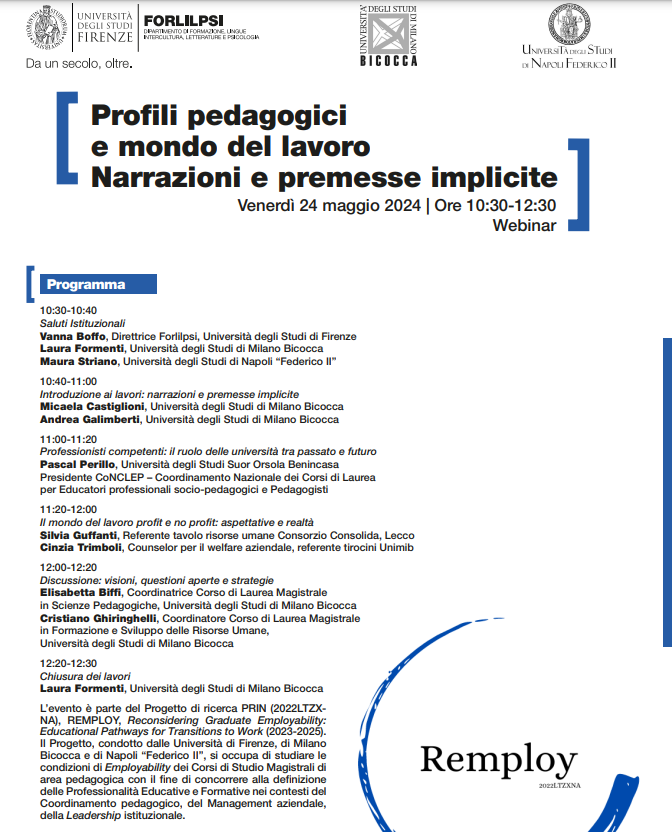 UNIVERSITÀ
DEGLI STUDI
FIRENZE
FORLILPSI
DIPARTIMENTO DI FORMAZIONE, LINGUE
INTERCULTURA, LETTERATURE E PSICOLOGIA
Da un secolo, oltre.
UNIVERSITÀ
DEGLI STUDI
DI MILANO
BICOCCA
UNIVERSITÀ DEGLI STUDI
DI NAPOLI FEDERICO II
Profili pedagogici
e mondo del lavoro
Narrazioni e premesse implicite
Venerdì 24 maggio 2024 | Ore 10:30-12:30
Webinar
Programma
10:30-10:40
Saluti Istituzionali
Vanna Boffo, Direttrice Forlilpsi, Università degli Studi di Firenze
Laura Formenti, Università degli Studi di Milano Bicocca
Maura Striano, Università degli Studi di Napoli “Federico II”
10:40-11:00
Introduzione ai lavori: narrazioni e premesse implicite
Micaela Castiglioni, Università degli Studi di Milano Bicocca
Andrea Galimberti, Università degli Studi di Milano Bicocca
11:00-11:20
Professionisti competenti: il ruolo delle università tra passato e futuro
Pascal Perillo, Università degli Studi Suor Orsola Benincasa
Presidente CoNCLEP – Coordinamento Nazionale dei Corsi di Laurea
per Educatori professionali socio-pedagogici e Pedagogisti
11:20-12:00
Il mondo del lavoro profit e no profit: aspettative e realtà
Silvia Guffanti, Referente tavolo risorse umane Consorzio Consolida, Lecco
Cinzia Trimboli, Counselor per il welfare aziendale, referente tirocini Unimib
12:00-12:20
Discussione: visioni, questioni aperte e strategie
Elisabetta Biffi, Coordinatrice Corso di Laurea Magistrale
in Scienze Pedagogiche, Università degli Studi di Milano Bicocca
Cristiano Ghiringhelli, Coordinatore Corso di Laurea Magistrale
in Formazione e Sviluppo delle Risorse Umane,
Università degli Studi di Milano Bicocca
12:20-12:30
Chiusura dei lavori
Laura Formenti, Università degli Studi di Milano Bicocca
L’evento è parte del Progetto di ricerca PRIN (2022LTZX-
NA), REMPLOY, Reconsidering Graduate Employability:
Educational Pathways for Transitions to Work (2023-2025).
Il Progetto, condotto dalle Università di Firenze, di Milano
Bicocca e di Napoli “Federico II”, si occupa di studiare le
condizioni di Employability dei Corsi di Studio Magistrali di
area pedagogica con il fine di concorrere alla definizione
delle Professionalità Educative e Formative nei contesti del
Coordinamento pedagogico, del Management aziendale,
della Leadership istituzionale.
Remploy
2022LTZXNA